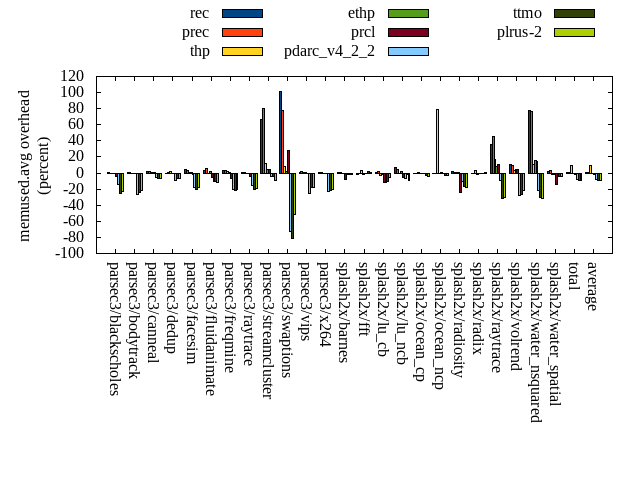 rec
prec
thp
ethp
prcl
pdarc_v4_2_2
ttmo
plrus-2
memused.avg overhead
(percent)
120
100
80
60
40
20
0
-20
-40
-60
-80
-100
parsec3/blackscholes
parsec3/bodytrack
parsec3/canneal
parsec3/dedup
parsec3/facesim
parsec3/fluidanimate
parsec3/freqmine
parsec3/raytrace
parsec3/streamcluster
parsec3/swaptions
parsec3/vips
parsec3/x264
splash2x/barnes
splash2x/fft
splash2x/lu_cb
splash2x/lu_ncb
splash2x/ocean_cp
splash2x/ocean_ncp
splash2x/radiosity
splash2x/radix
splash2x/raytrace
splash2x/volrend
splash2x/water_nsquared
splash2x/water_spatial
total
average